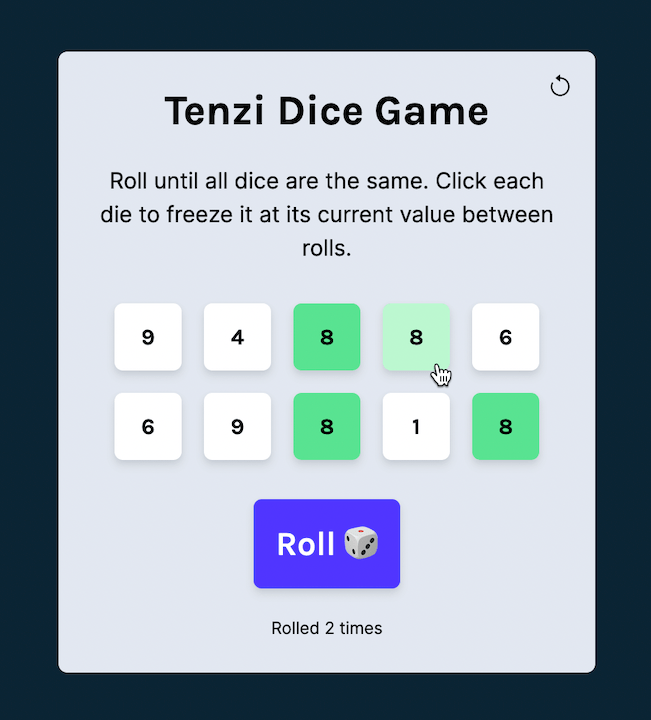 Tenzi Dice Game
Roll until all dice are the same. Click each
die to freeze it at its current value between
rolls.
9 4 8 8 6
6 9 8 1 8
Roll
Rolled 2 times